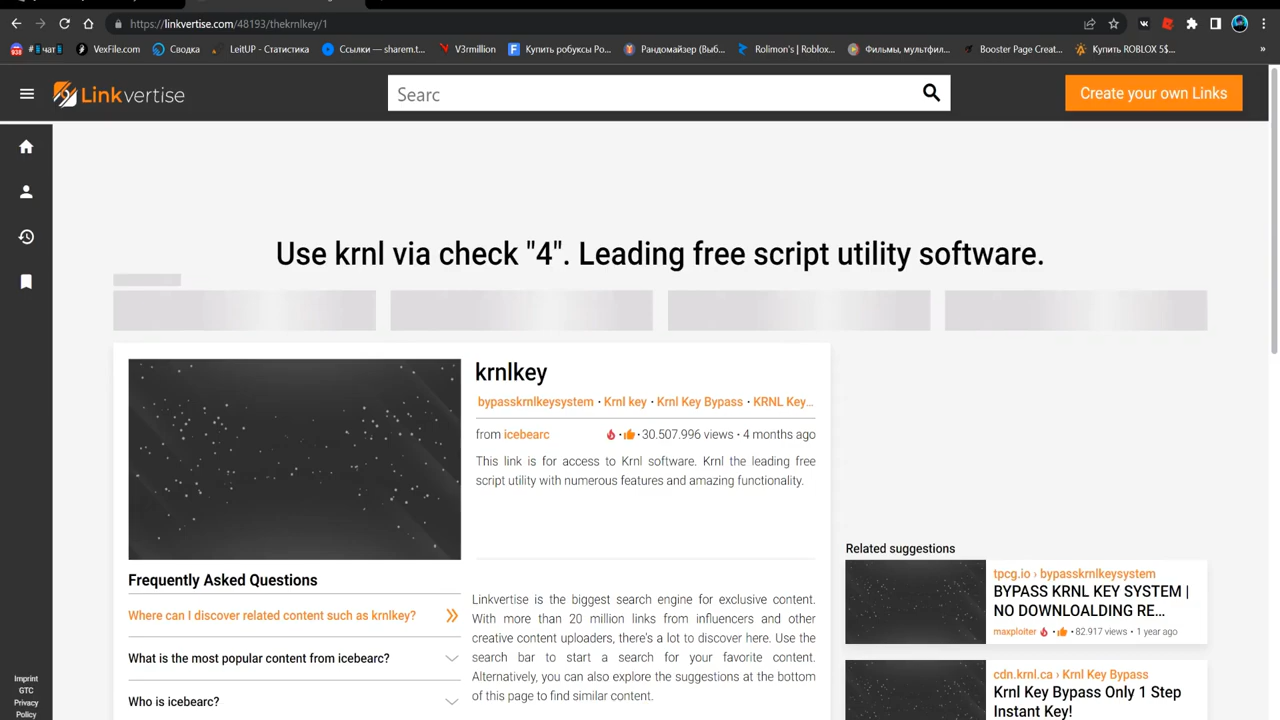 https://linkvertise.com/48193/thekrnlkey/1
VexFile.com
Сводка
LeitUP - Статистика
Ссылки — sharem.t...
V3rmillion
Купить робуксы Ро...
Рандомайзер (Выб...
Rolimon's | Roblox...
Фильмы, мультфил...
Booster Page Creat...
Купить ROBLOX 5$...
»
Linkvertise
Searc
Create your own Links
Use krnl via check "4". Leading free script utility software.
krnlkey
bypasskrnlkeysystem · Krnl key · Krnl Key Bypass · KRNL Key...
from icebearc
30.507.996 views · 4 months ago
This link is for access to Krnl software. Krnl the leading free
script utility with numerous features and amazing functionality.
Frequently Asked Questions
Where can I discover related content such as krnlkey?
What is the most popular content from icebearc?
Who is icebearc?
Linkvertise is the biggest search engine for exclusive content.
With more than 20 million links from influencers and other
creative content uploaders, there's a lot to discover here. Use the
search bar to start a search for your favorite content.
Alternatively, you can also explore the suggestions at the bottom
of this page to find similar content.
Related suggestions
tpcg.io › bypasskrnlkeysystem
BYPASS KRNL KEY SYSTEM |
NO DOWNLOALDING RE...
maxploiter · 82.917 views · 1 year ago
cdn.krnl.ca › Krnl Key Bypass
Krnl Key Bypass Only 1 Step
Instant Key!
Imprint
GTC
Privacy
Policy